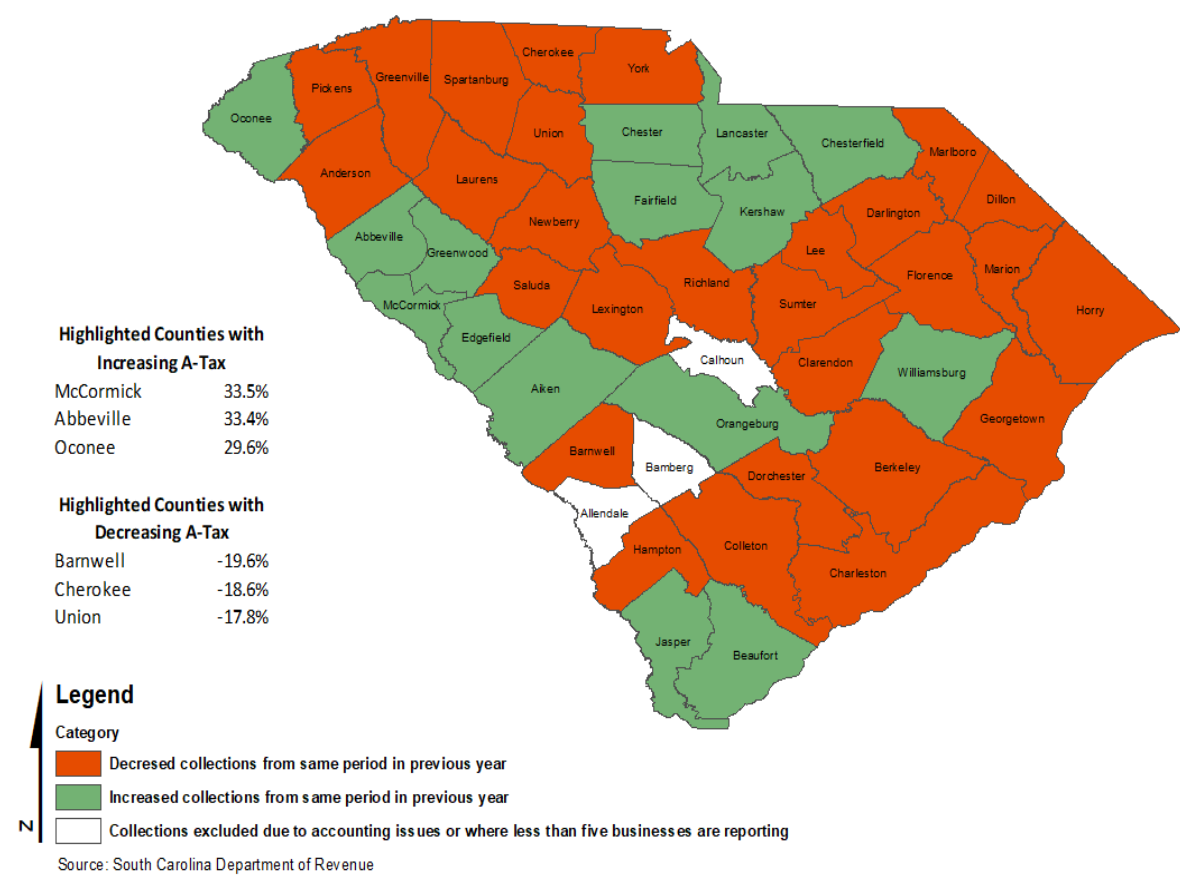 Cherokee
York
Greenville
Spartanburg
Pickens
Oconee
Union
Chester
Lancaster
Chesterfield
Marlboro
Anderson
Laurens
Fairfield
Kershaw
Dillon
Darlington
Newberry
Abbeville
Greenwood
Lee
Marion
Florence
Saluda
Richland
McCormick
Lexington
Sumter
Horry
Edgefield
Calhoun
Clarendon
Williamsburg
Aiken
Orangeburg
Georgetown
Barnwell
Bamberg
Dorchester
Berkeley
Allendale
Hampton
Colleton
Charleston
Jasper
Beaufort
Highlighted Counties with
Increasing A-Tax
McCormick 33.5%
Abbeville 33.4%
Oconee 29.6%
Highlighted Counties with
Decreasing A-Tax
Barnwell -19.6%
Cherokee -18.6%
Union -17.8%
Legend
Category
Decresed collections from same period in previous year
Increased collections from same period in previous year
Collections excluded due to accounting issues or where less than five businesses are reporting
N
Source: South Carolina Department of Revenue